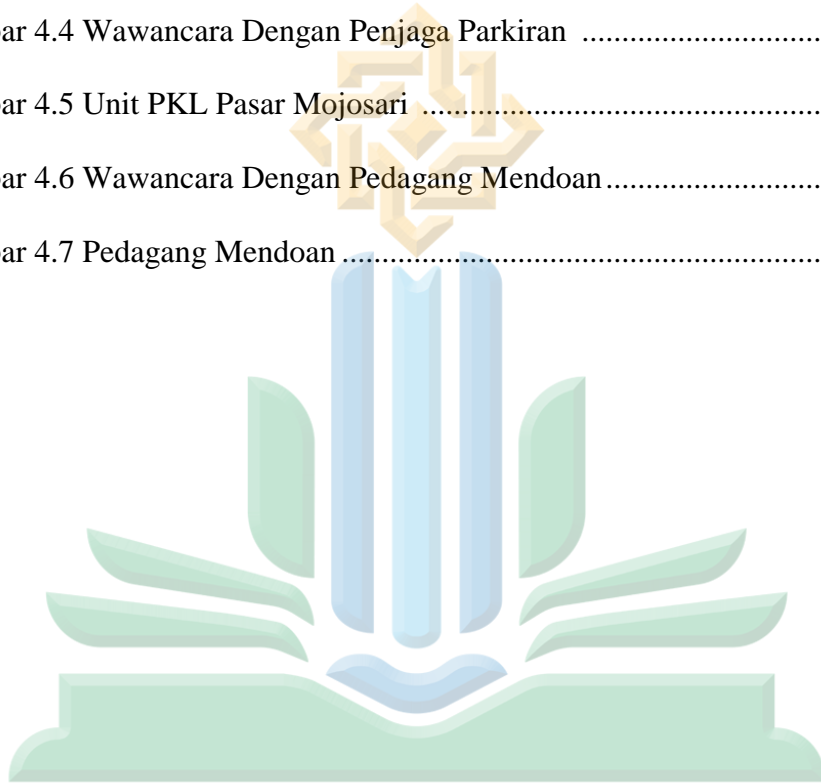 ar 4.4 Wawancara Dengan Penjaga Parkiran ..............................
ar 4.5 Unit PKL Pasar Mojosari ...................................................
ar 4.6 Wawancara Dengan Pedagang Mendoan ...........................
ar 4.7 Pedagang Mendoan .............................................................